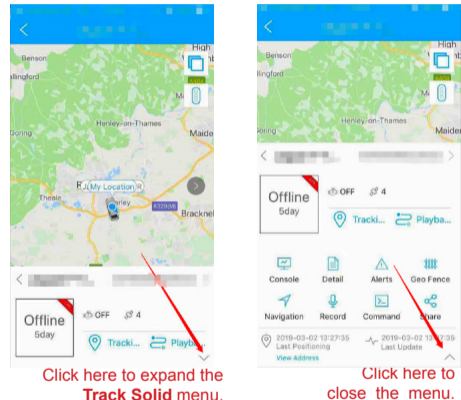 Benson
llingford
High
Henley-on-Thames
Goring
Maide
My Location
R
Theale
Earley
A329(M)
Bracknel
Offline
5day
OFF
4
Tracki...
Playba...
Click here to expand the
Track Solid menu.
High
Benson
llingford
Henley-on-Thames
Goring
Maide
Offline
5day
OFF
4
Tracki...
Playba...
Console
Detail
Alerts
Geo Fence
Navigation
Record
Command
Share
2019-03-02 13:27:35
Last Positioning
View Address
2019-03-02 13:27:35
Last Update
Click here to
close the menu.